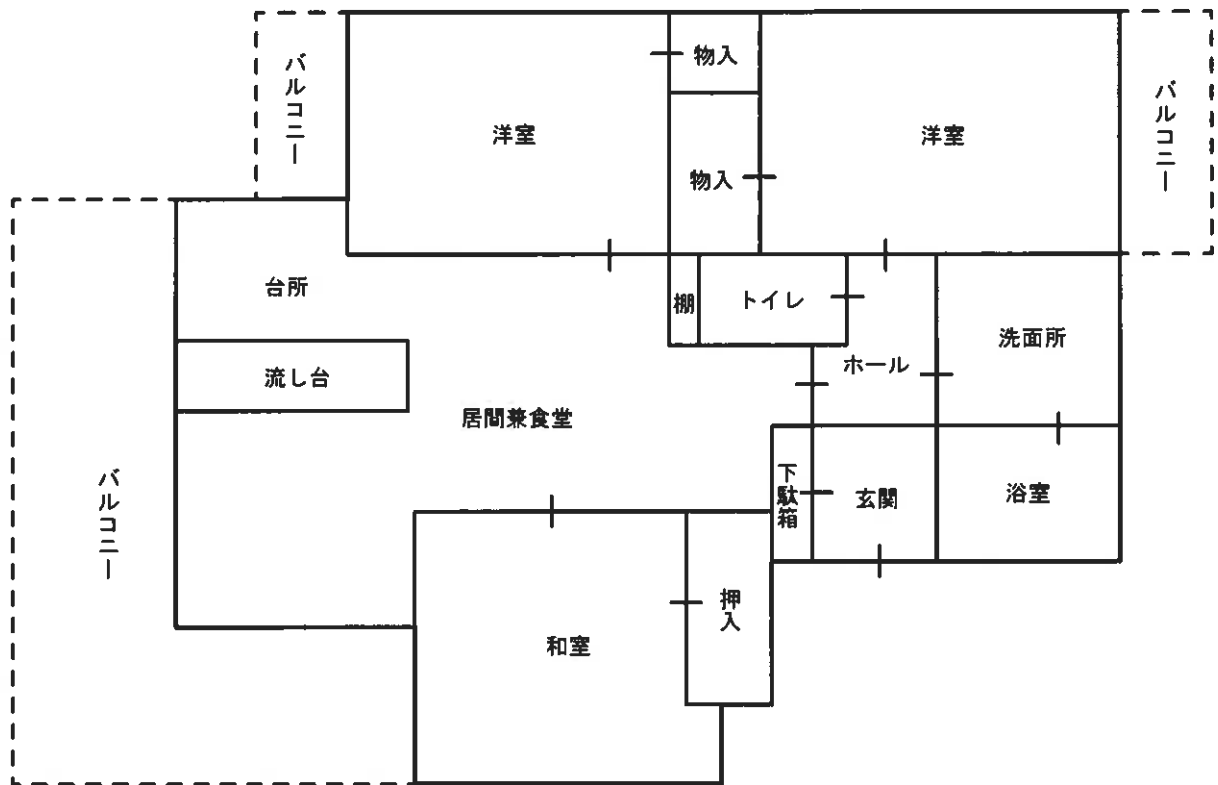 バルコニー
物入
洋室
洋室
バルコニー
物入
台所
棚
トイレ
洗面所
流し台
ホール
居間兼食堂
バルコニー
下駄箱
玄関
浴室
和室
押入